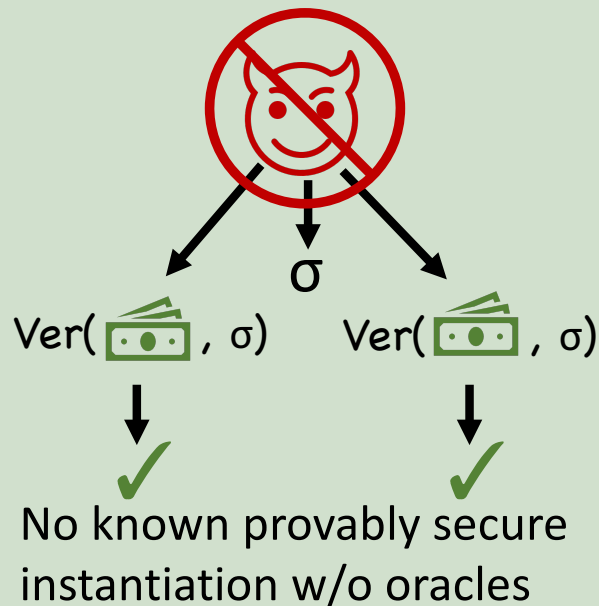 σ
Ver( , σ) Ver( , σ)
No known provably secure
instantiation w/o oracles